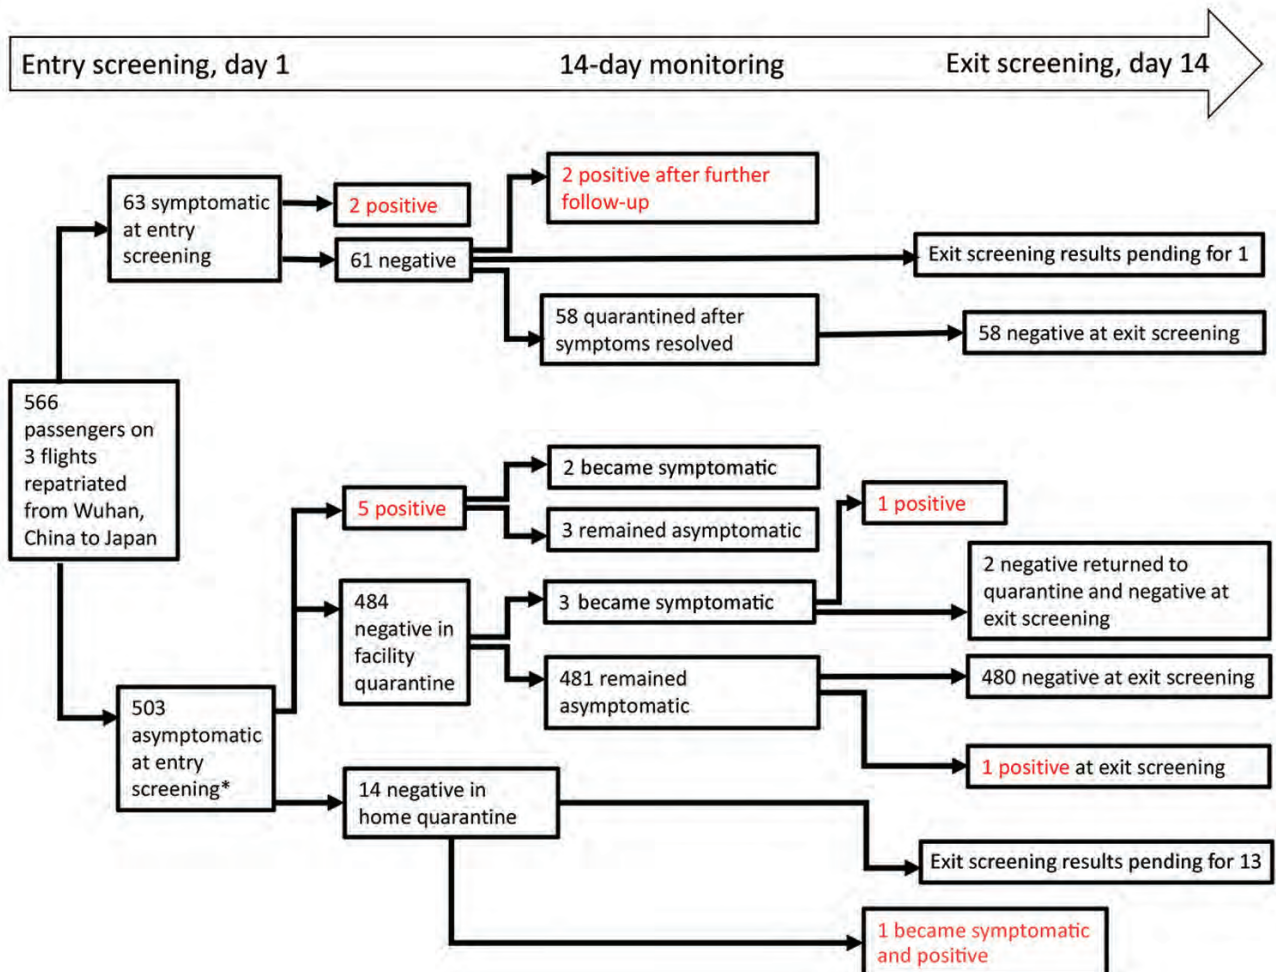 Entry screening, day 1
14-day monitoring
Exit screening, day 14
63 symptomatic
at entry
screening
2 positive
61 negative
2 positive after further
follow-up
Exit screening results pending for 1
58 quarantined after
symptoms resolved
58 negative at exit screening
566
passengers on
3 flights
repatriated
from Wuhan,
China to Japan
503
asymptomatic
at entry
screening*
5 positive
2 became symptomatic
3 remained asymptomatic
484
negative in
facility
quarantine
3 became symptomatic
1 positive
2 negative returned to
quarantine and negative at
exit screening
481 remained
asymptomatic
480 negative at exit screening
1 positive at exit screening
14 negative in
home quarantine
Exit screening results pending for 13
1 became symptomatic
and positive